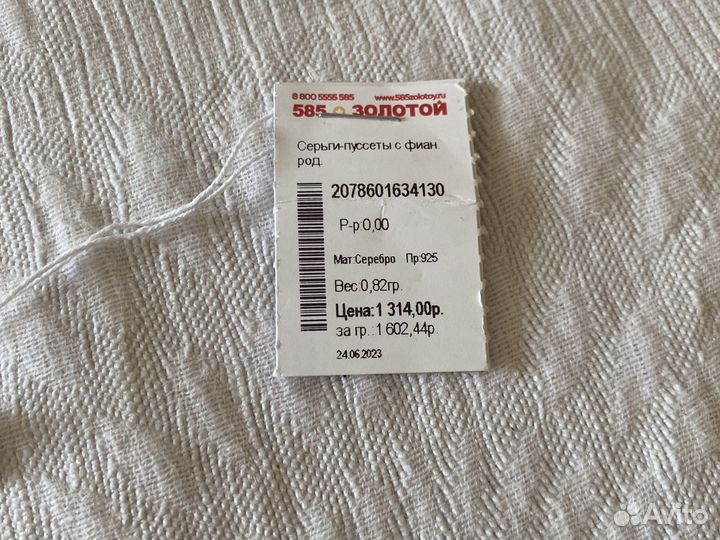 8 800 5555 585 www.585zolotoy.ru
585 ЗОЛОТОЙ
Серьги-пуссеты с фиан.
род.
2078601634130
Р-р:0,00
Мат:Серебро Пр:925
Вес:0,82гр.
Цена:1 314,00р.
за гр.:1 602,44р.
24.06.2023
Avito